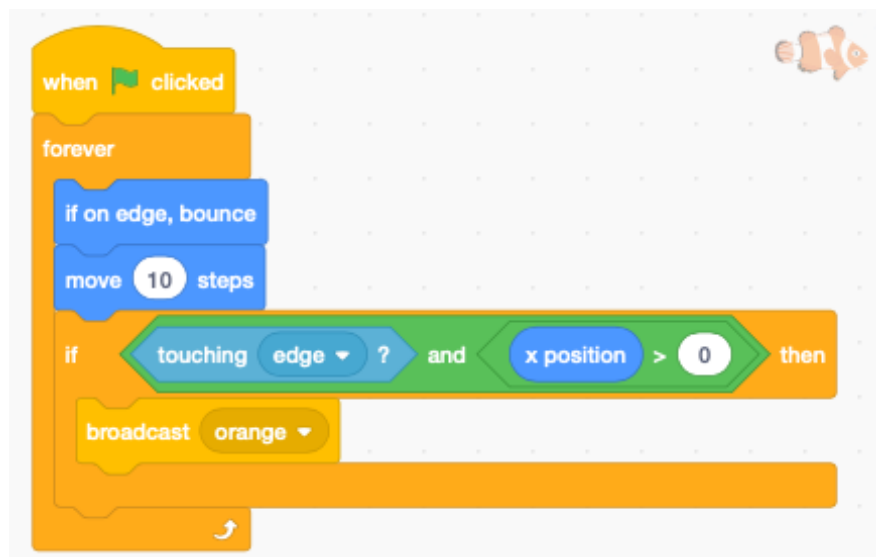 when clicked
forever
if on edge, bounce
move 10 steps
if touching edge ? and x position > 0 then
broadcast orange